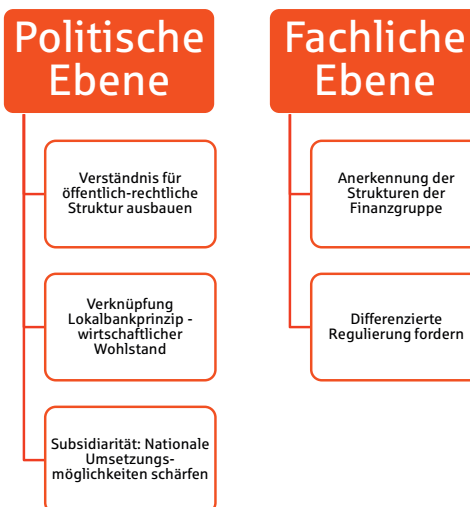 Politische
Ebene
Verständnis für
öffentlich-rechtliche
Struktur ausbauen
Verknüpfung
Lokalbankprinzip -
wirtschaftlicher
Wohlstand
Subsidiarität: Nationale
Umsetzungs-
möglichkeiten schärfen
Fachliche
Ebene
Anerkennung der
Strukturen der
Finanzgruppe
Differenzierte
Regulierung fordern